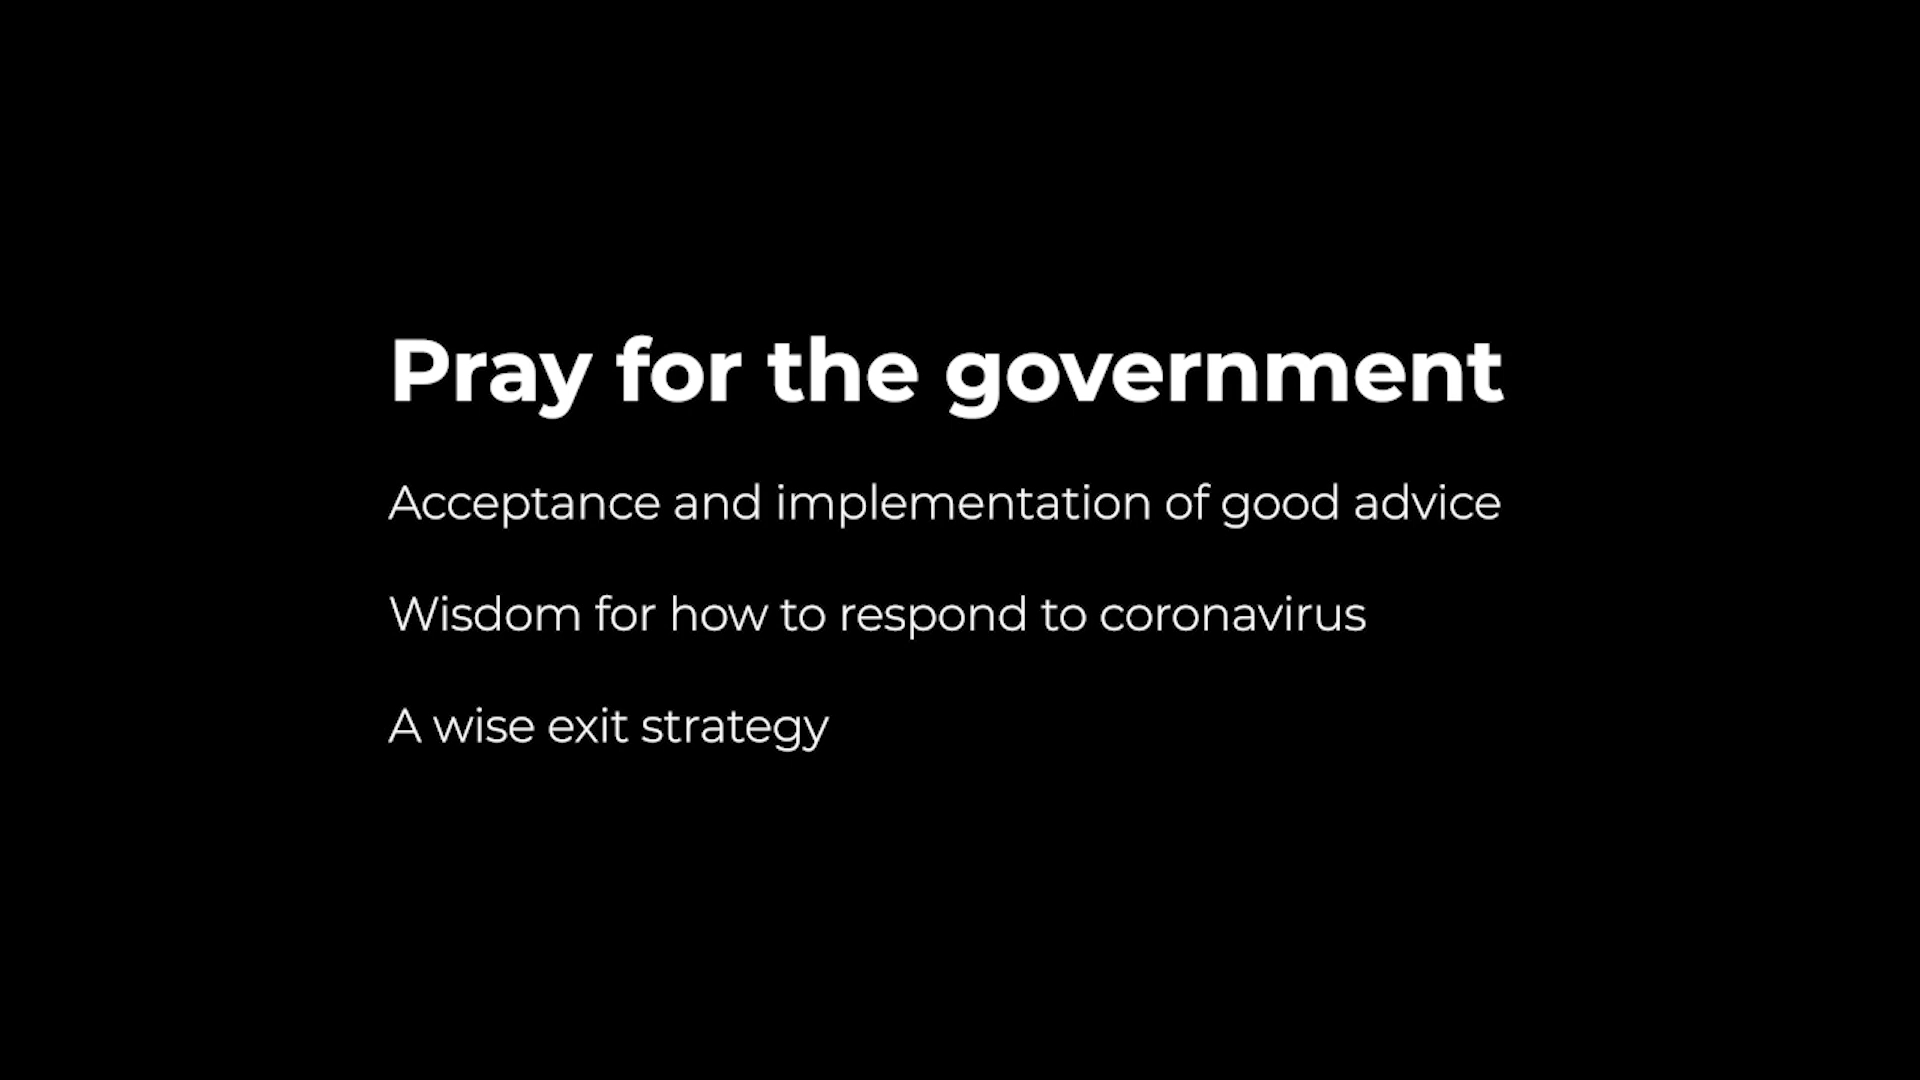 Pray for the government
Acceptance and implementation of good advice
Wisdom for how to respond to coronavirus
A wise exit strategy